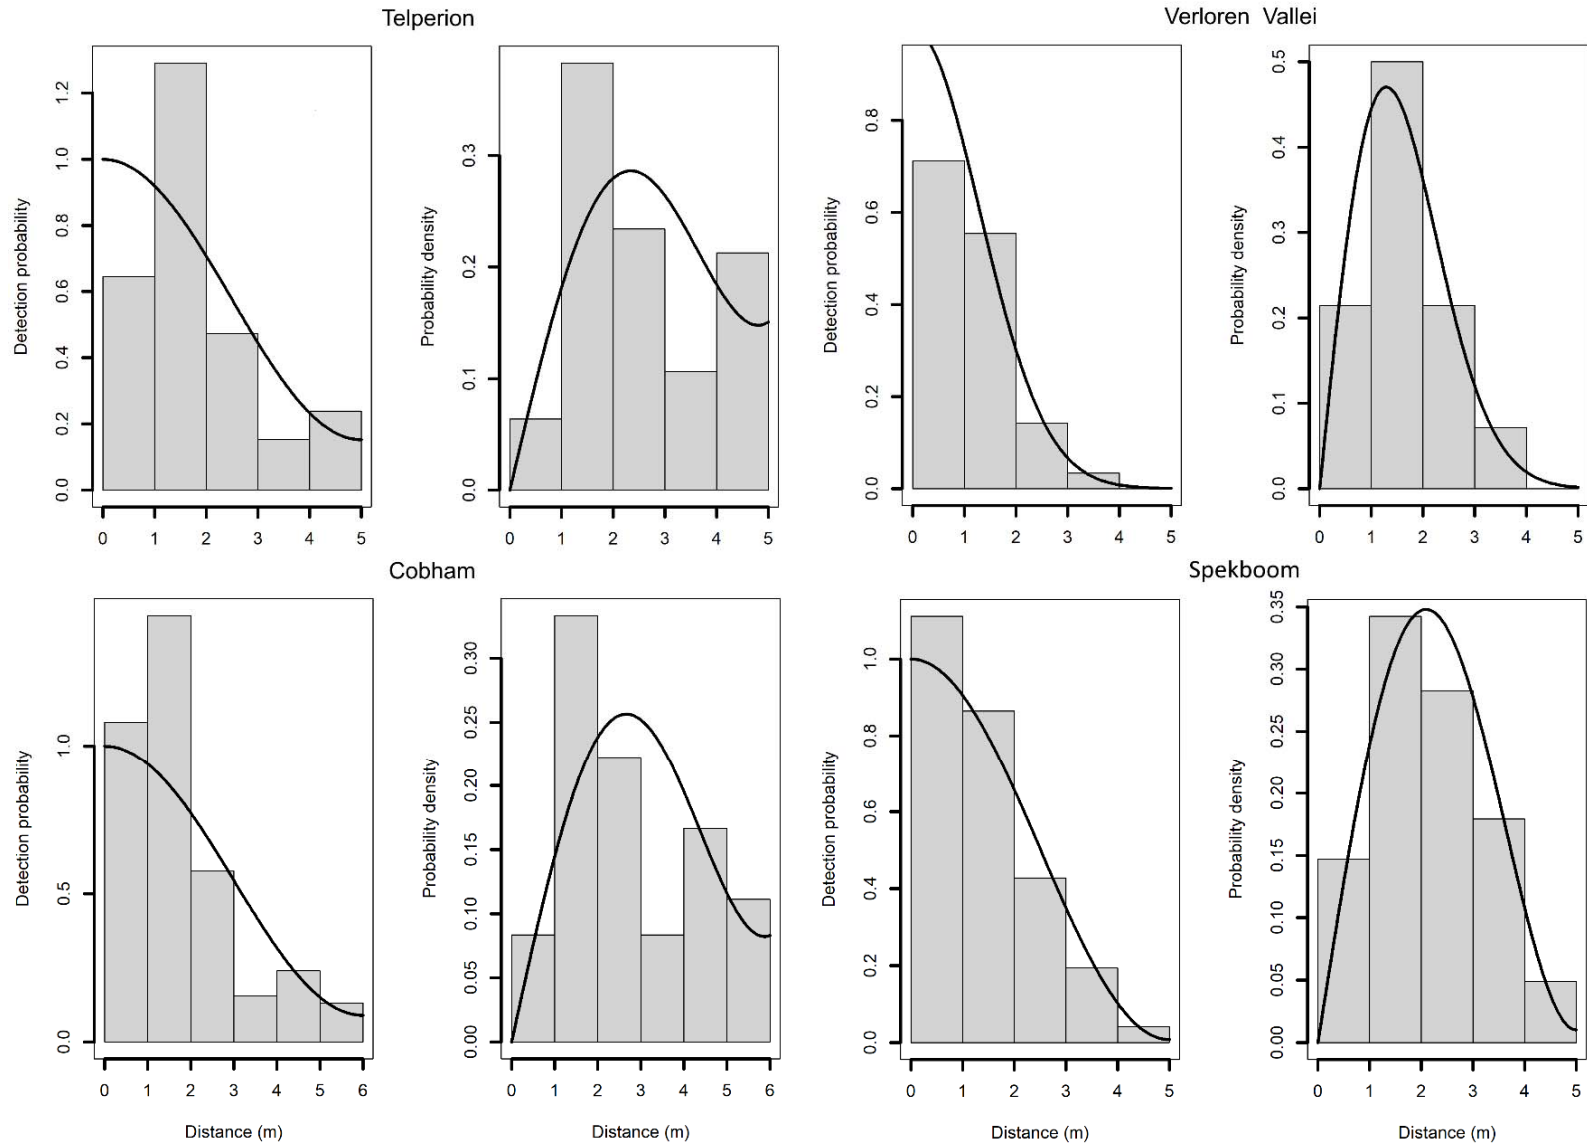 Telperion
Verloren Vallei
Detection probability
0.0 0.2 0.4 0.6 0.8 1.0 1.2
0 1 2 3 4 5
Probability density
0.0 0.1 0.2 0.3
0 1 2 3 4 5
Detection probability
0.0 0.2 0.4 0.6 0.8
0 1 2 3 4 5
Probability density
0.0 0.1 0.2 0.3 0.4 0.5
0 1 2 3 4 5
Cobham
Spekboom
Detection probability
0.0 0.5 1.0
0 1 2 3 4 5 6
Distance (m)
Probability density
0.00 0.05 0.10 0.15 0.20 0.25 0.30
0 1 2 3 4 5 6
Distance (m)
Detection probability
0.0 0.2 0.4 0.6 0.8 1.0
0 1 2 3 4 5
Distance (m)
Probability density
0.00 0.05 0.10 0.15 0.20 0.25 0.30 0.35
0 1 2 3 4 5
Distance (m)